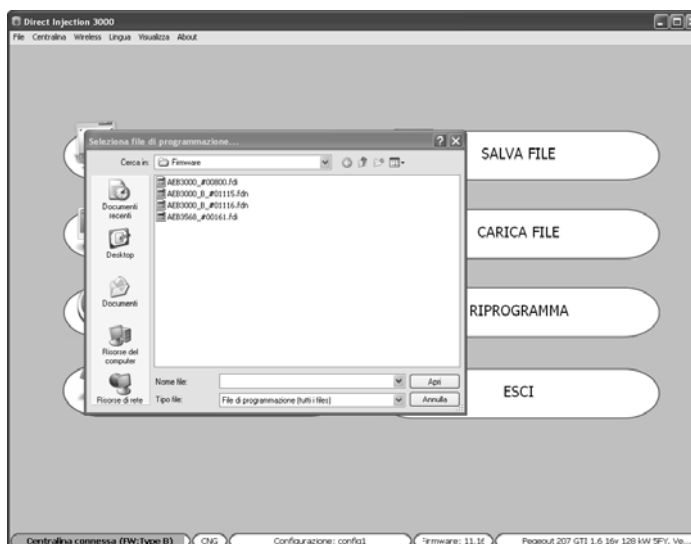 Direct Injection 3000
File Centralina Wireless Lingua Visualizza About
Seleziona file di programmazione...
Cerca in: Firmware
AEB3000_#00800.fdi
AEB3000_B_#01115.fdn
AEB3000_B_#01116.fdn
AEB3568_#00161.fdi
Documenti recenti
Desktop
Documenti
Risorse del computer
Risorse di rete
Nome file: Apri
Tipo file: File di programmazione (tutti i files) Annulla
SALVA FILE
CARICA FILE
RIPROGRAMMA
ESCI
Centralina connessa (FW:Type B) CNG Configurazione: config1 Firmware: 11.16 Pegeout 207 GTI 1.6 16v 128 kW 5FY, Ve...